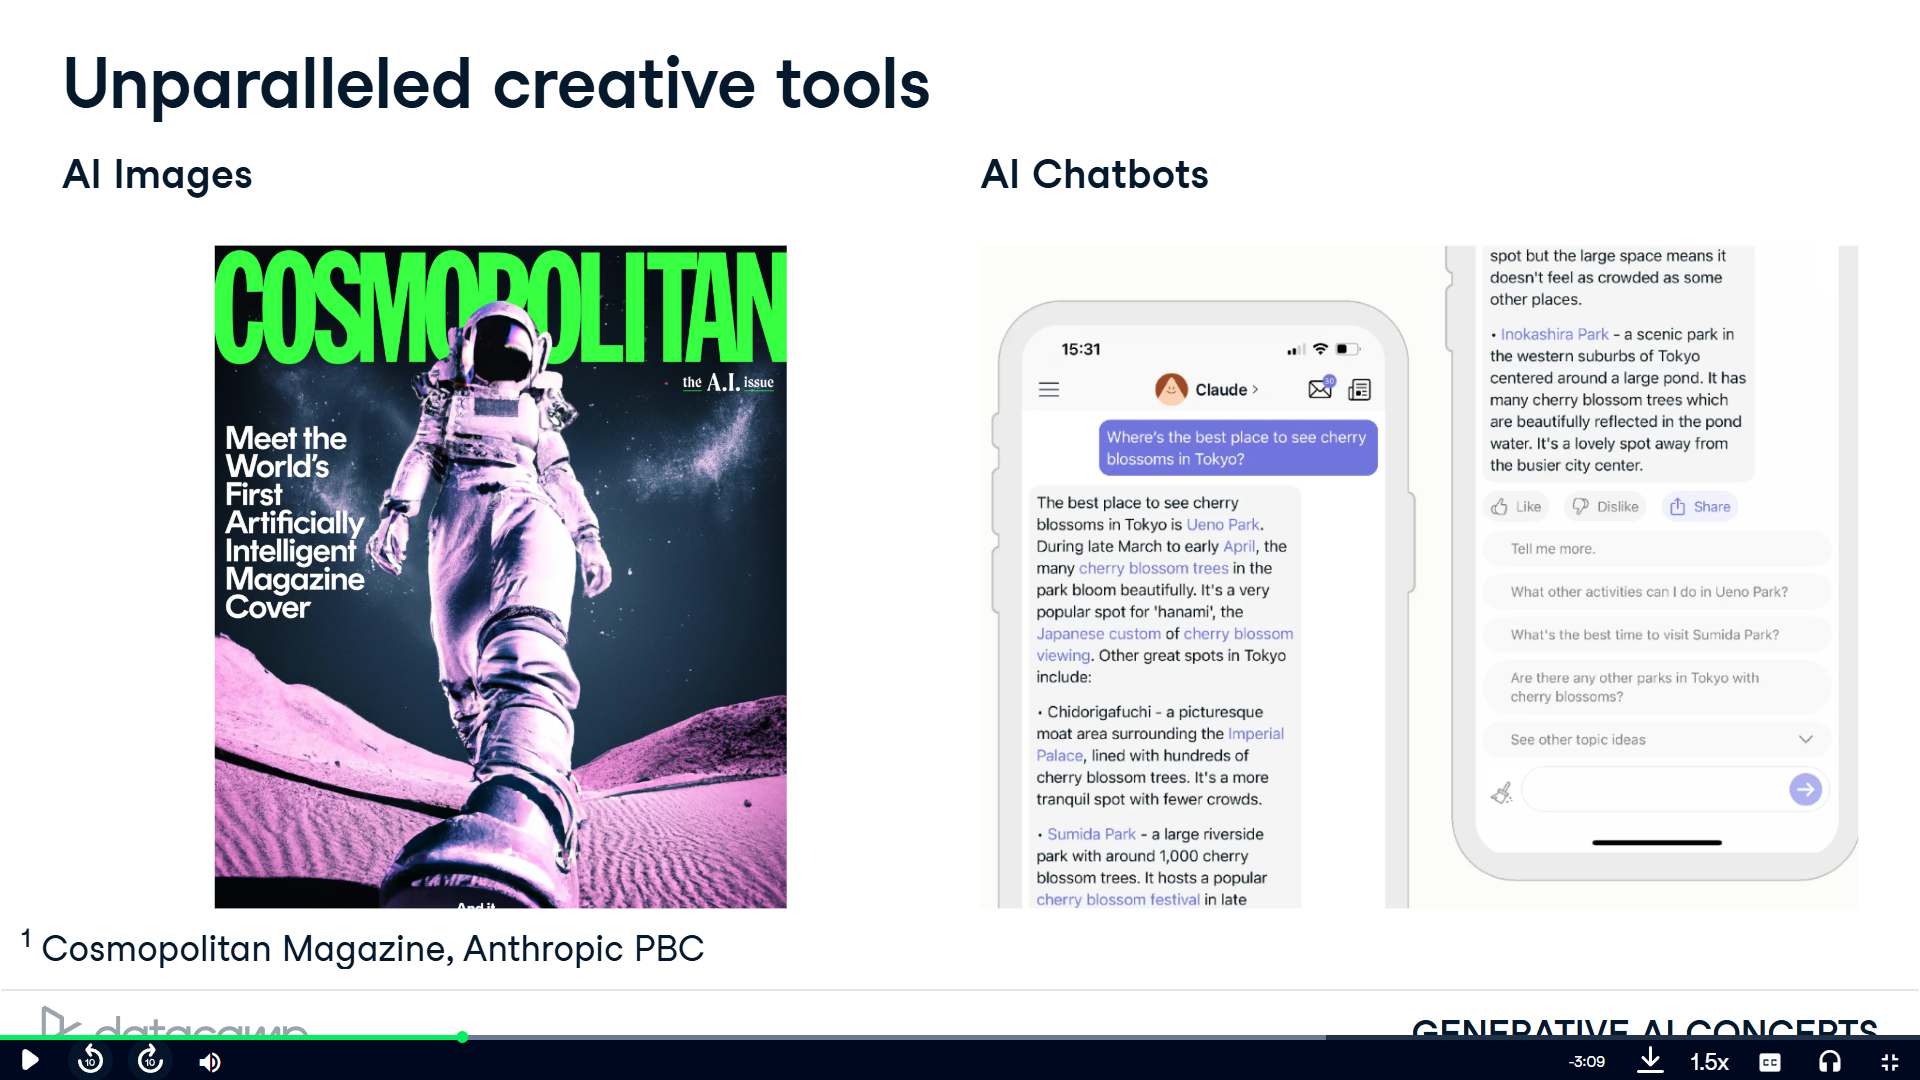 Unparalleled creative tools
AI Images
AI Chatbots
COSMOPOLITAN
the A.I. issue
Meet the
World's
First
Artificially
Intelligent
Magazine
Cover
And it
15:31
Claude
30
Where's the best place to see cherry
blossoms in Tokyo?
The best place to see cherry
blossoms in Tokyo is Ueno Park.
During late March to early April, the
many cherry blossom trees in the
park bloom beautifully. It's a very
popular spot for 'hanami', the
Japanese custom of cherry blossom
viewing. Other great spots in Tokyo
include:
• Chidorigafuchi - a picturesque
moat area surrounding the Imperial
Palace, lined with hundreds of
cherry blossom trees. It's a more
tranquil spot with fewer crowds.
• Sumida Park - a large riverside
park with around 1,000 cherry
blossom trees. It hosts a popular
cherry blossom festival in late
spot but the large space means it
doesn't feel as crowded as some
other places.
• Inokashira Park - a scenic park in
the western suburbs of Tokyo
centered around a large pond. It has
many cherry blossom trees which
are beautifully reflected in the pond
water. It's a lovely spot away from
the busier city center.
Like Dislike Share
Tell me more.
What other activities can I do in Ueno Park?
What's the best time to visit Sumida Park?
Are there any other parks in Tokyo with
cherry blossoms?
See other topic ideas
1 Cosmopolitan Magazine, Anthropic PBC
datacamp
GENERATIVE AI CONCEPTS
10 10 -3:09 1.5x CC